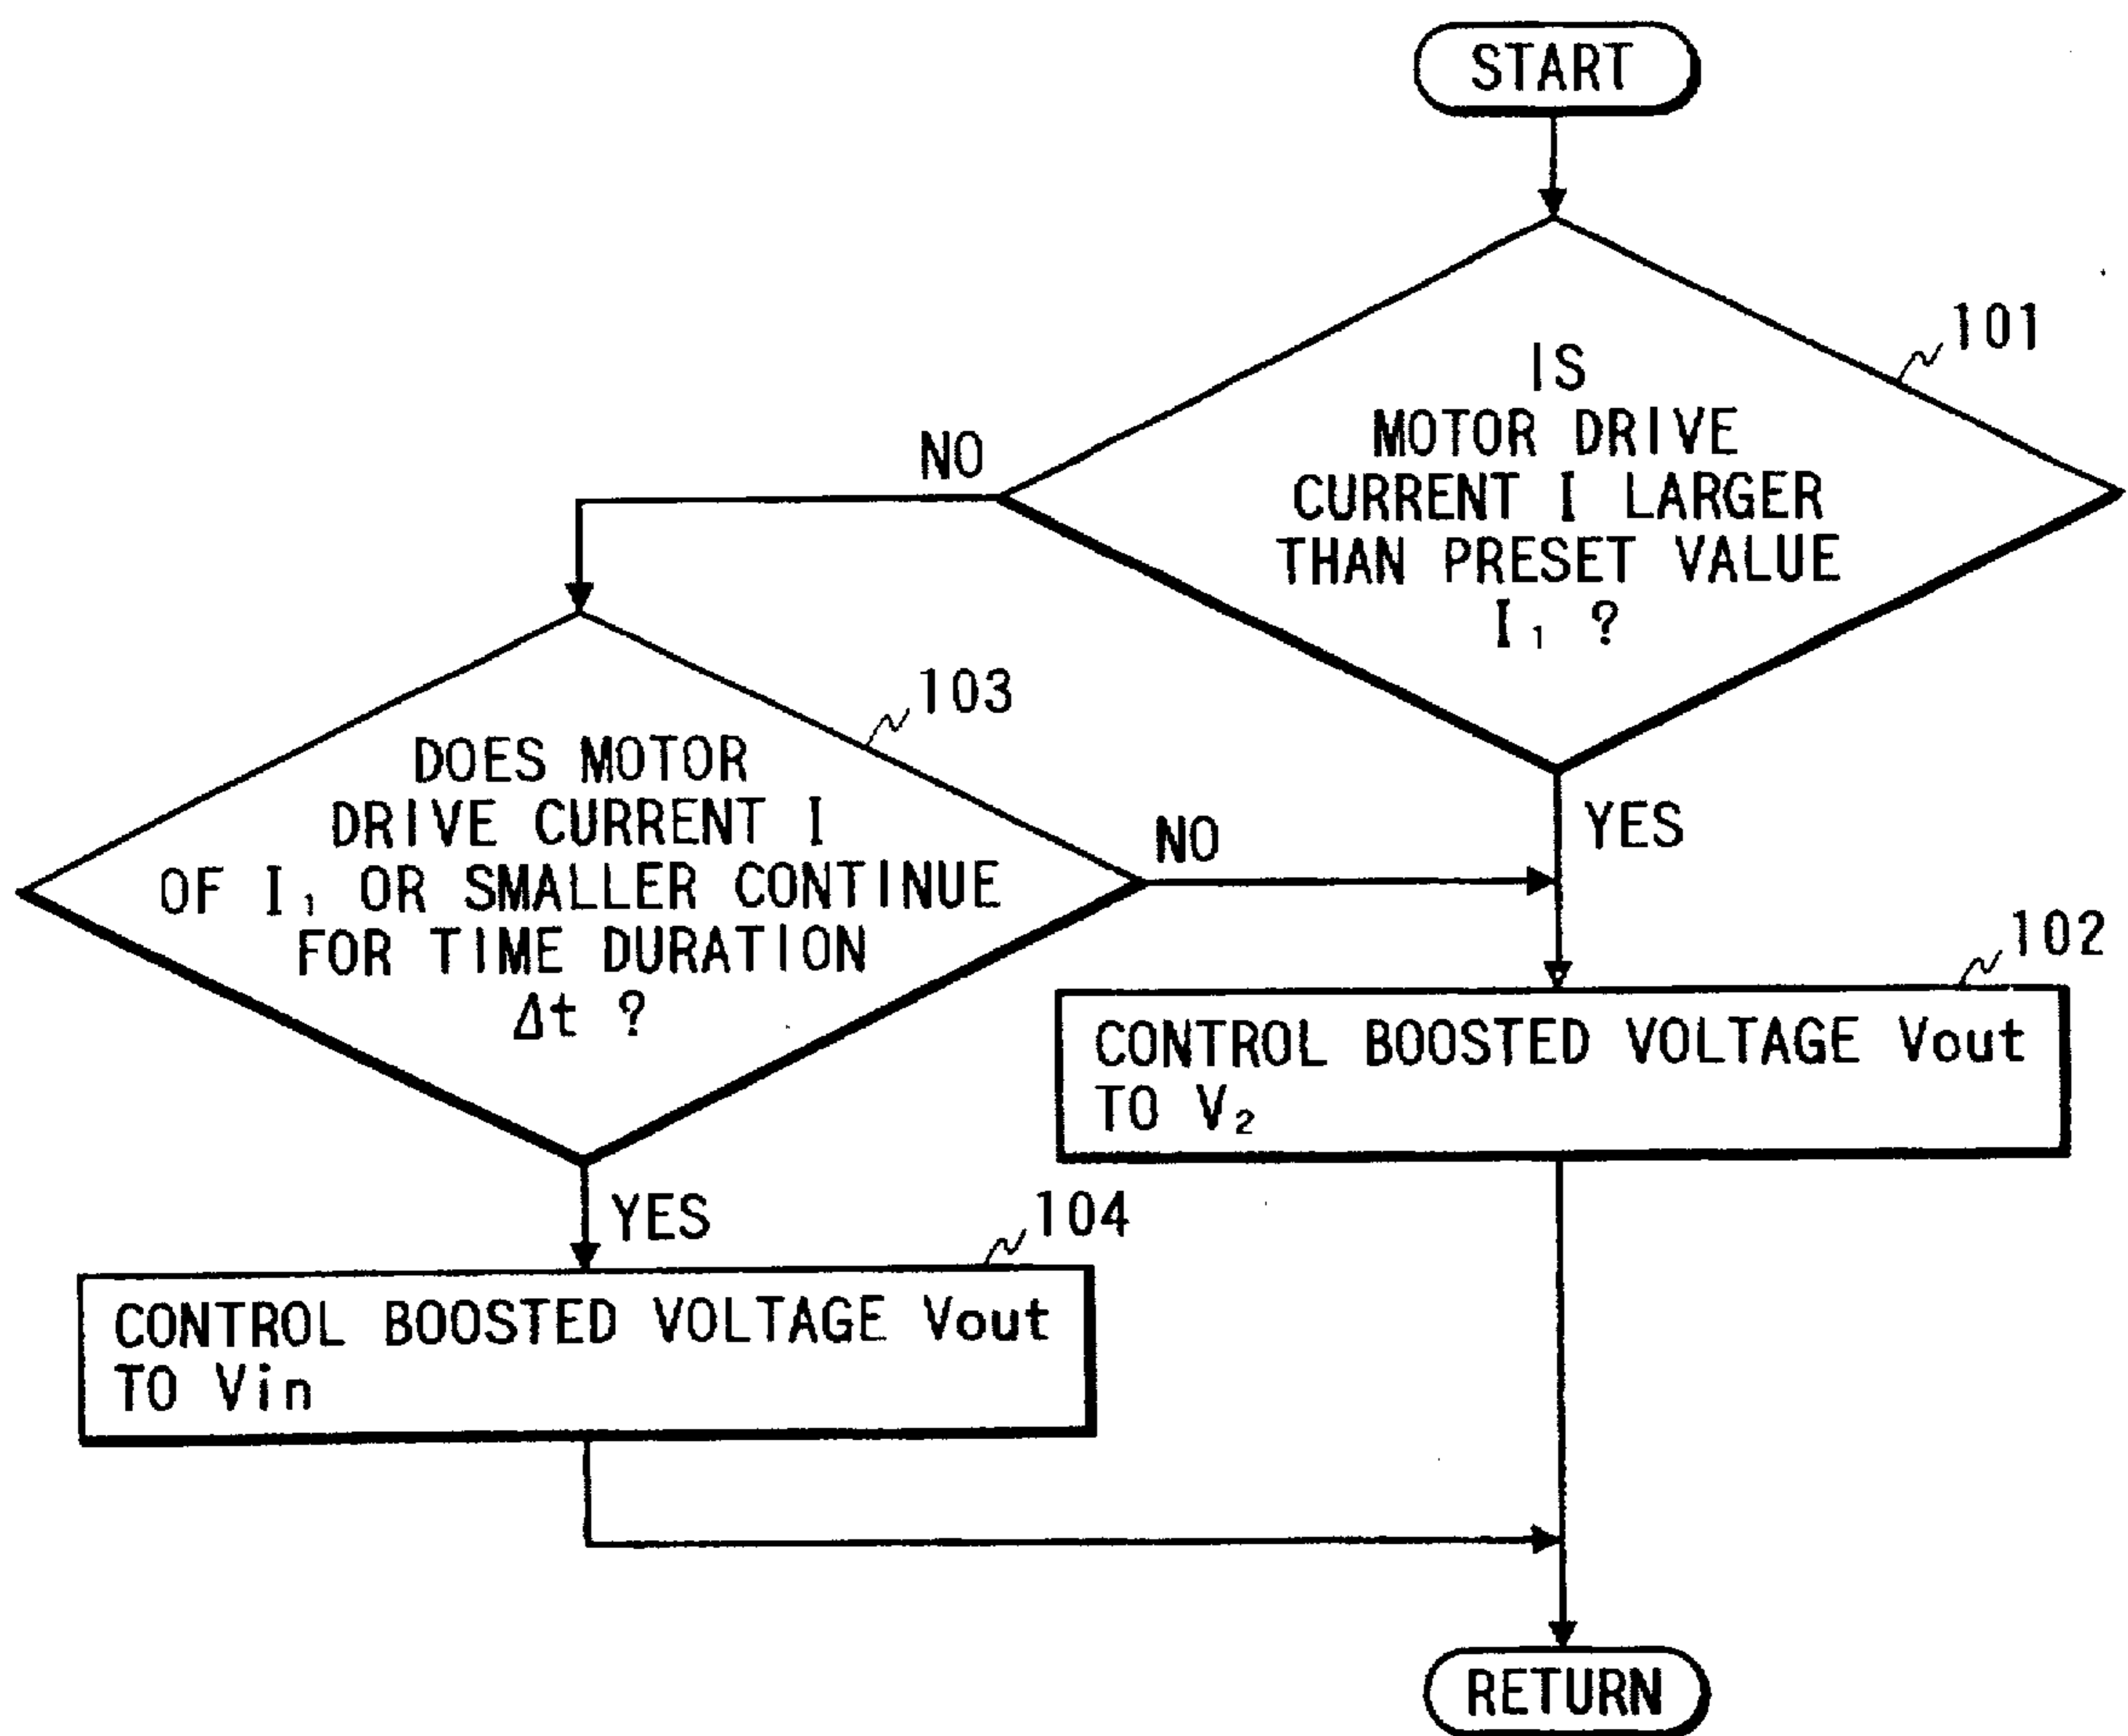 START
101
IS
MOTOR DRIVE
CURRENT I LARGER
THAN PRESET VALUE
I₁ ?
NO
YES
103
DOES MOTOR
DRIVE CURRENT I
OF I₁ OR SMALLER CONTINUE
FOR TIME DURATION
Δt ?
NO
YES
102
CONTROL BOOSTED VOLTAGE Vout
TO V₂
104
CONTROL BOOSTED VOLTAGE Vout
TO Vin
RETURN